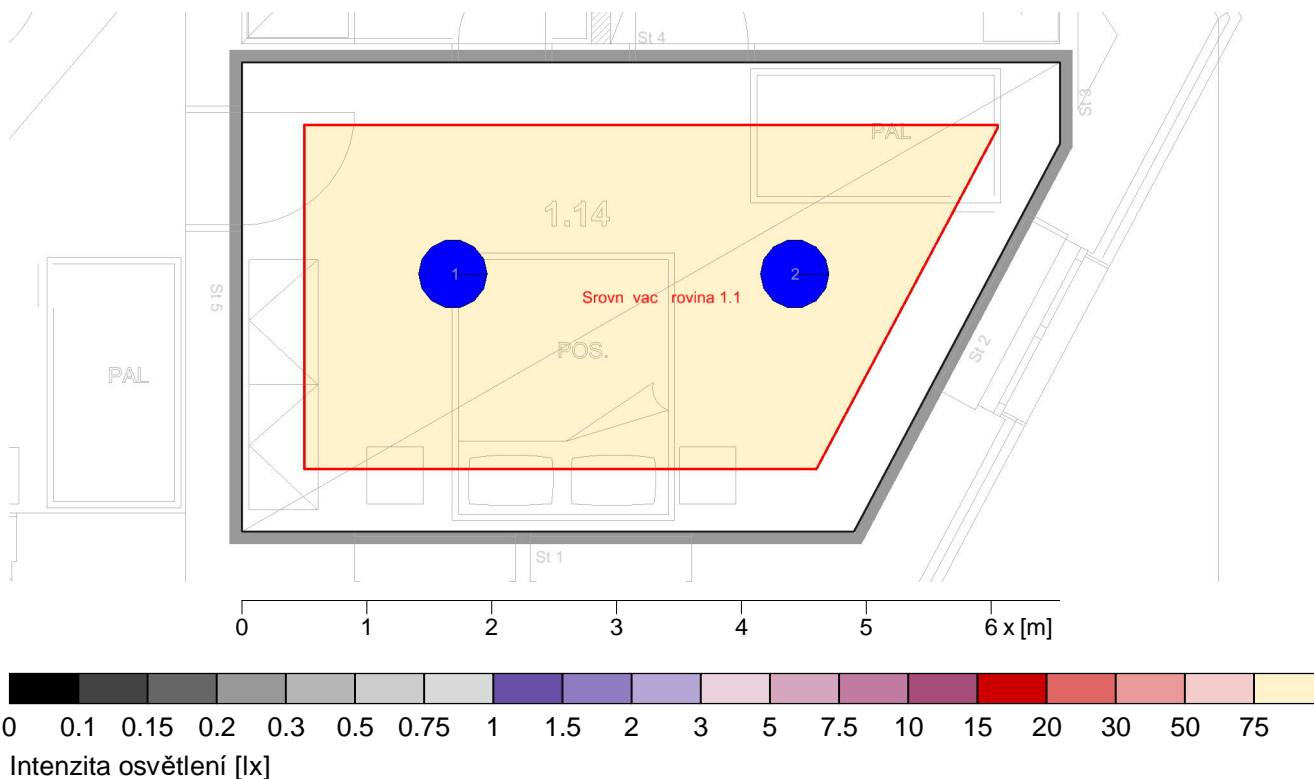 St 4
St 3
PAL
1.14
1
2
Srovn vac rovina 1.1
St 5
POS.
St 2
PAL
St 1
0 1 2 3 4 5 6 x [m]
0 0.1 0.15 0.2 0.3 0.5 0.75 1 1.5 2 3 5 7.5 10 15 20 30 50 75
Intenzita osvětlení [lx]